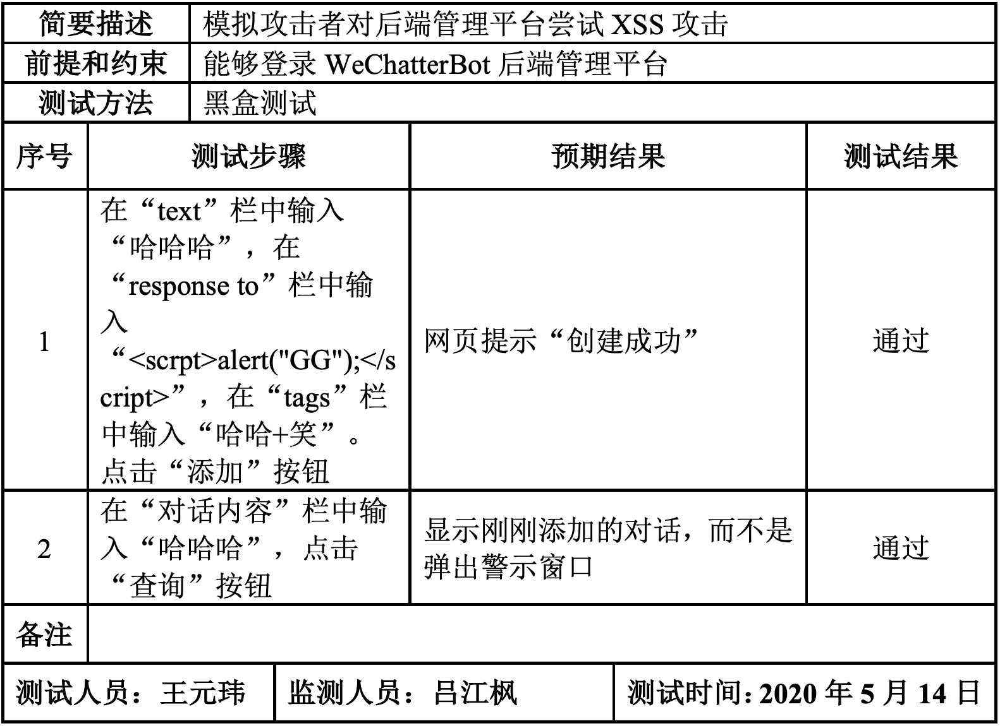 简要描述
模拟攻击者对后端管理平台尝试 XSS 攻击
前提和约束
能够登录 WeChatterBot 后端管理平台
测试方法
黑盒测试
序号
测试步骤
预期结果
测试结果
1
在“text”栏中输入
“哈哈哈”，在
“response to”栏中输
入
“<scrpt>alert("GG");</s
cript>”，在“tags”栏
中输入“哈哈+笑”。
点击“添加”按钮
网页提示“创建成功”
通过
2
在“对话内容”栏中输
入“哈哈哈”，点击
“查询”按钮
显示刚刚添加的对话，而不是
弹出警示窗口
通过
备注
测试人员：王元玮
监测人员：吕江枫
测试时间：2020 年 5 月 14 日